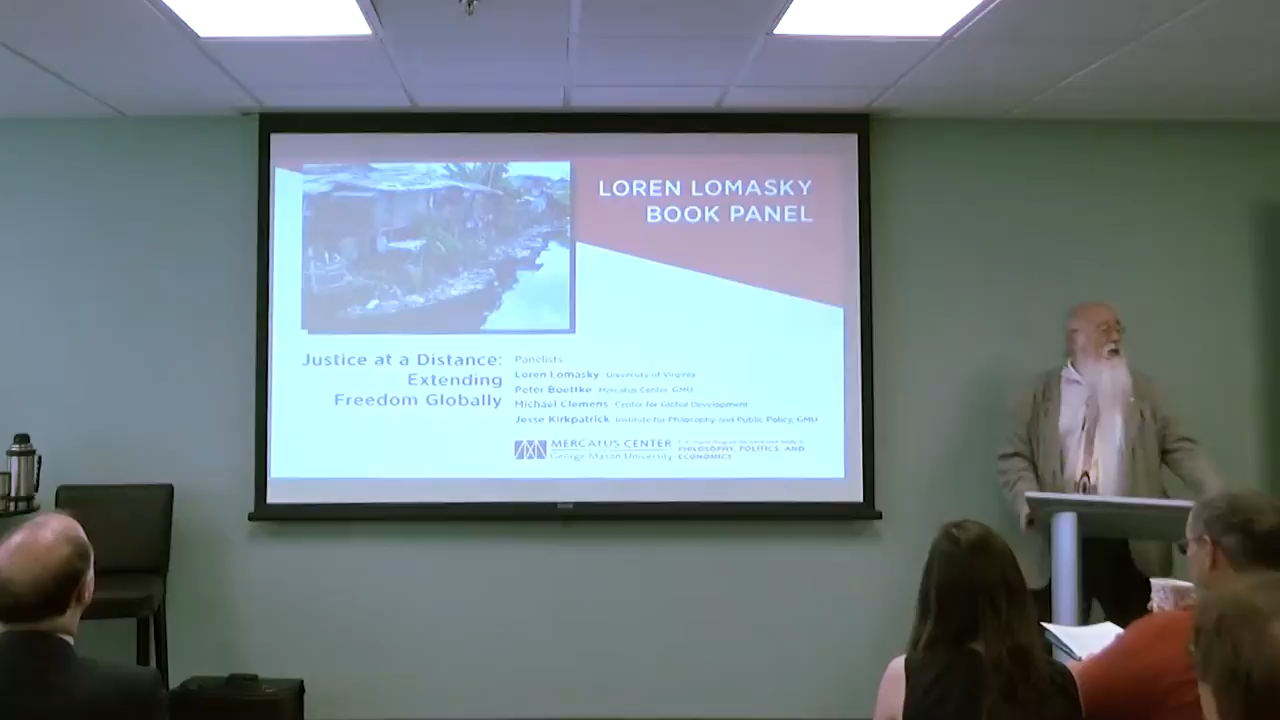 LOREN LOMASKY
BOOK PANEL
Justice at a Distance:
Extending
Freedom Globally
Panelists
Loren Lomasky University of Virginia
Peter Boettke Mercatus Center, GMU
Michael Clemens Center for Global Development
Jesse Kirkpatrick Institute for Philosophy and Public Policy, GMU
MERCATUS CENTER
George Mason University
PHILOSOPHY, POLITICS, AND
ECONOMICS